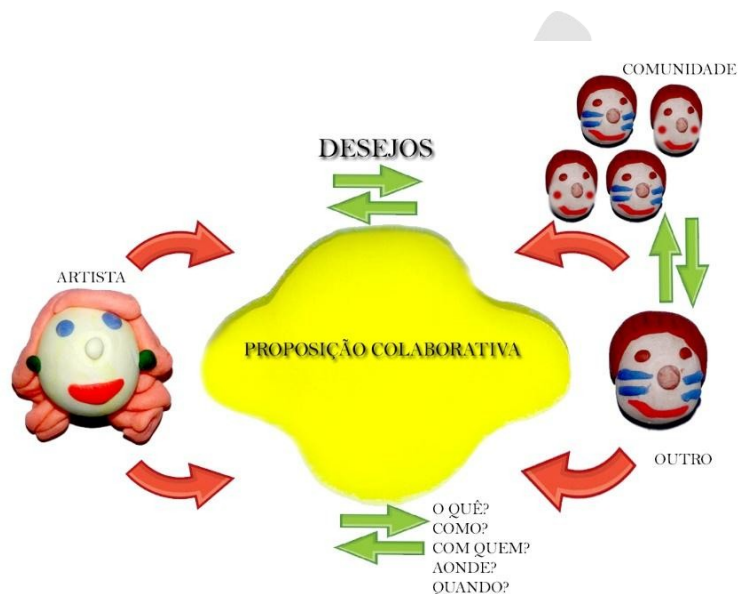 COMUNIDADE
DESEJOS
ARTISTA
PROPOSIÇÃO COLABORATIVA
OUTRO
O QUÊ?
COMO?
COM QUEM?
AONDE?
QUANDO?